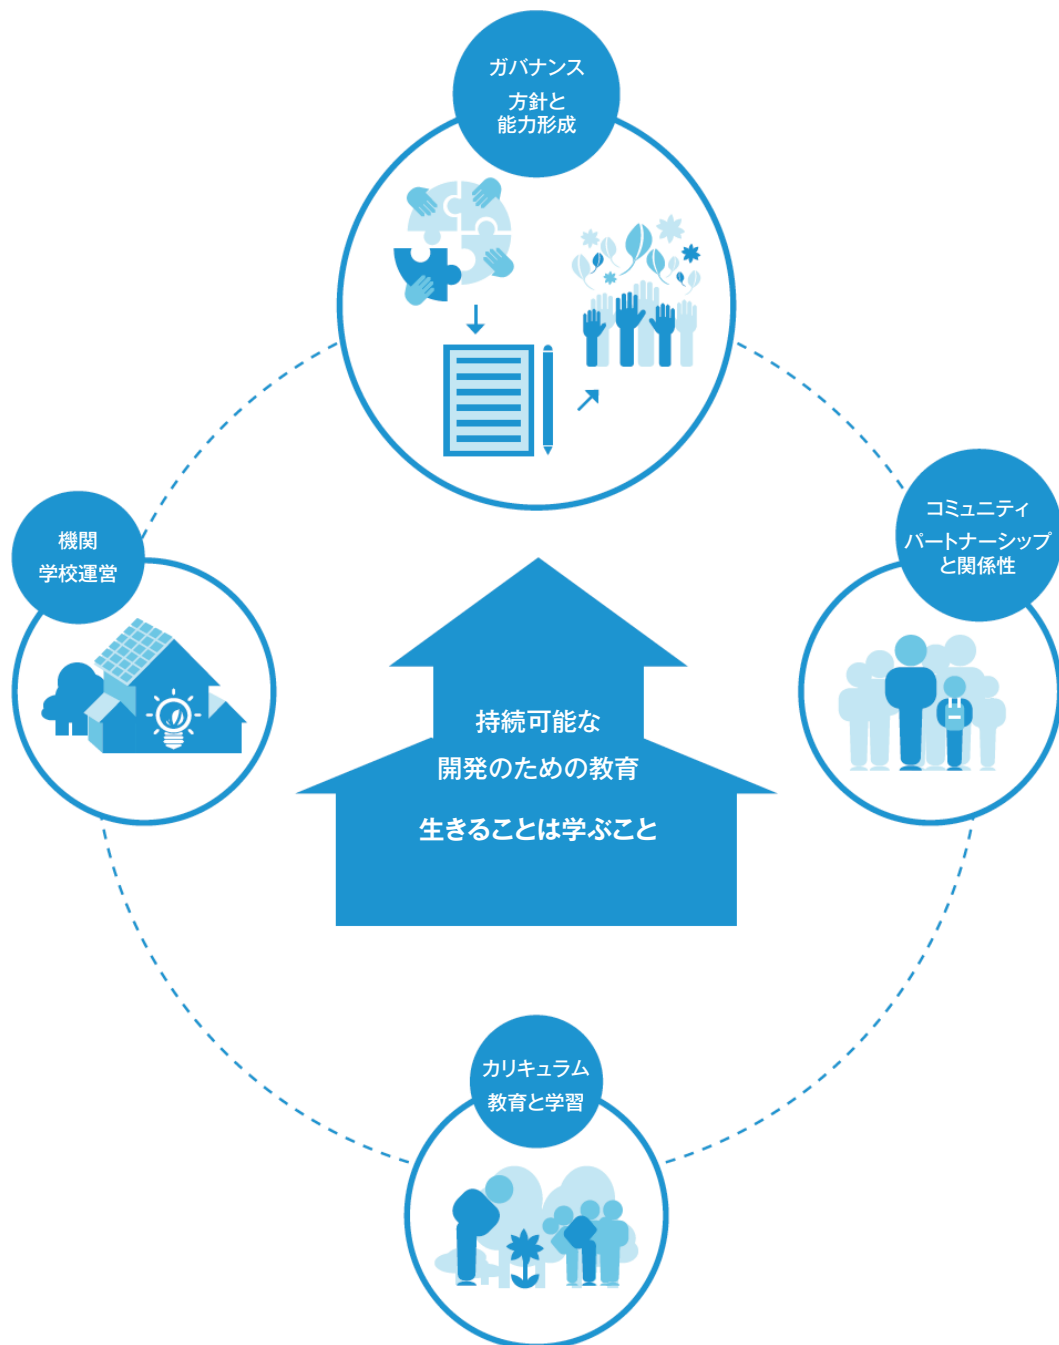 ガバナンス
方針と
能力形成
機関
学校運営
コミュニティ
パートナーシップ
と関係性
持続可能な
開発のための教育
生きることは学ぶこと
カリキュラム
教育と学習